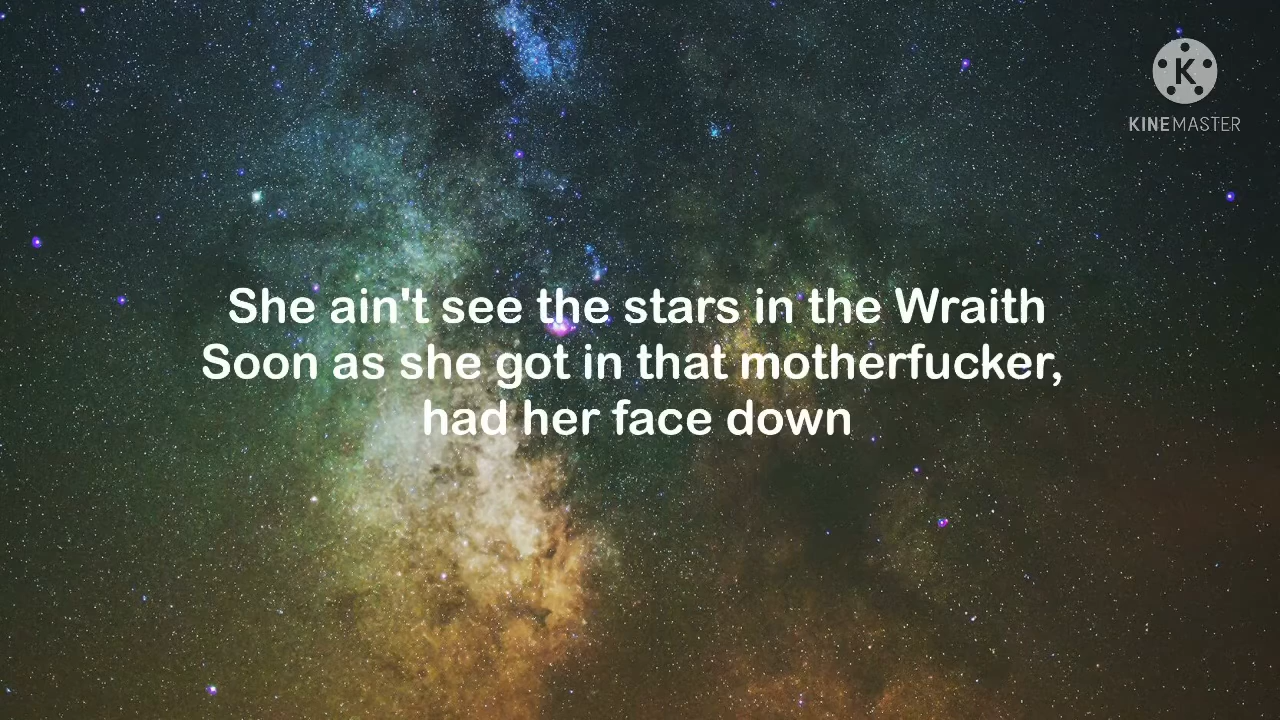 K
KINEMASTER
She ain't see the stars in the Wraith
Soon as she got in that motherfucker,
had her face down